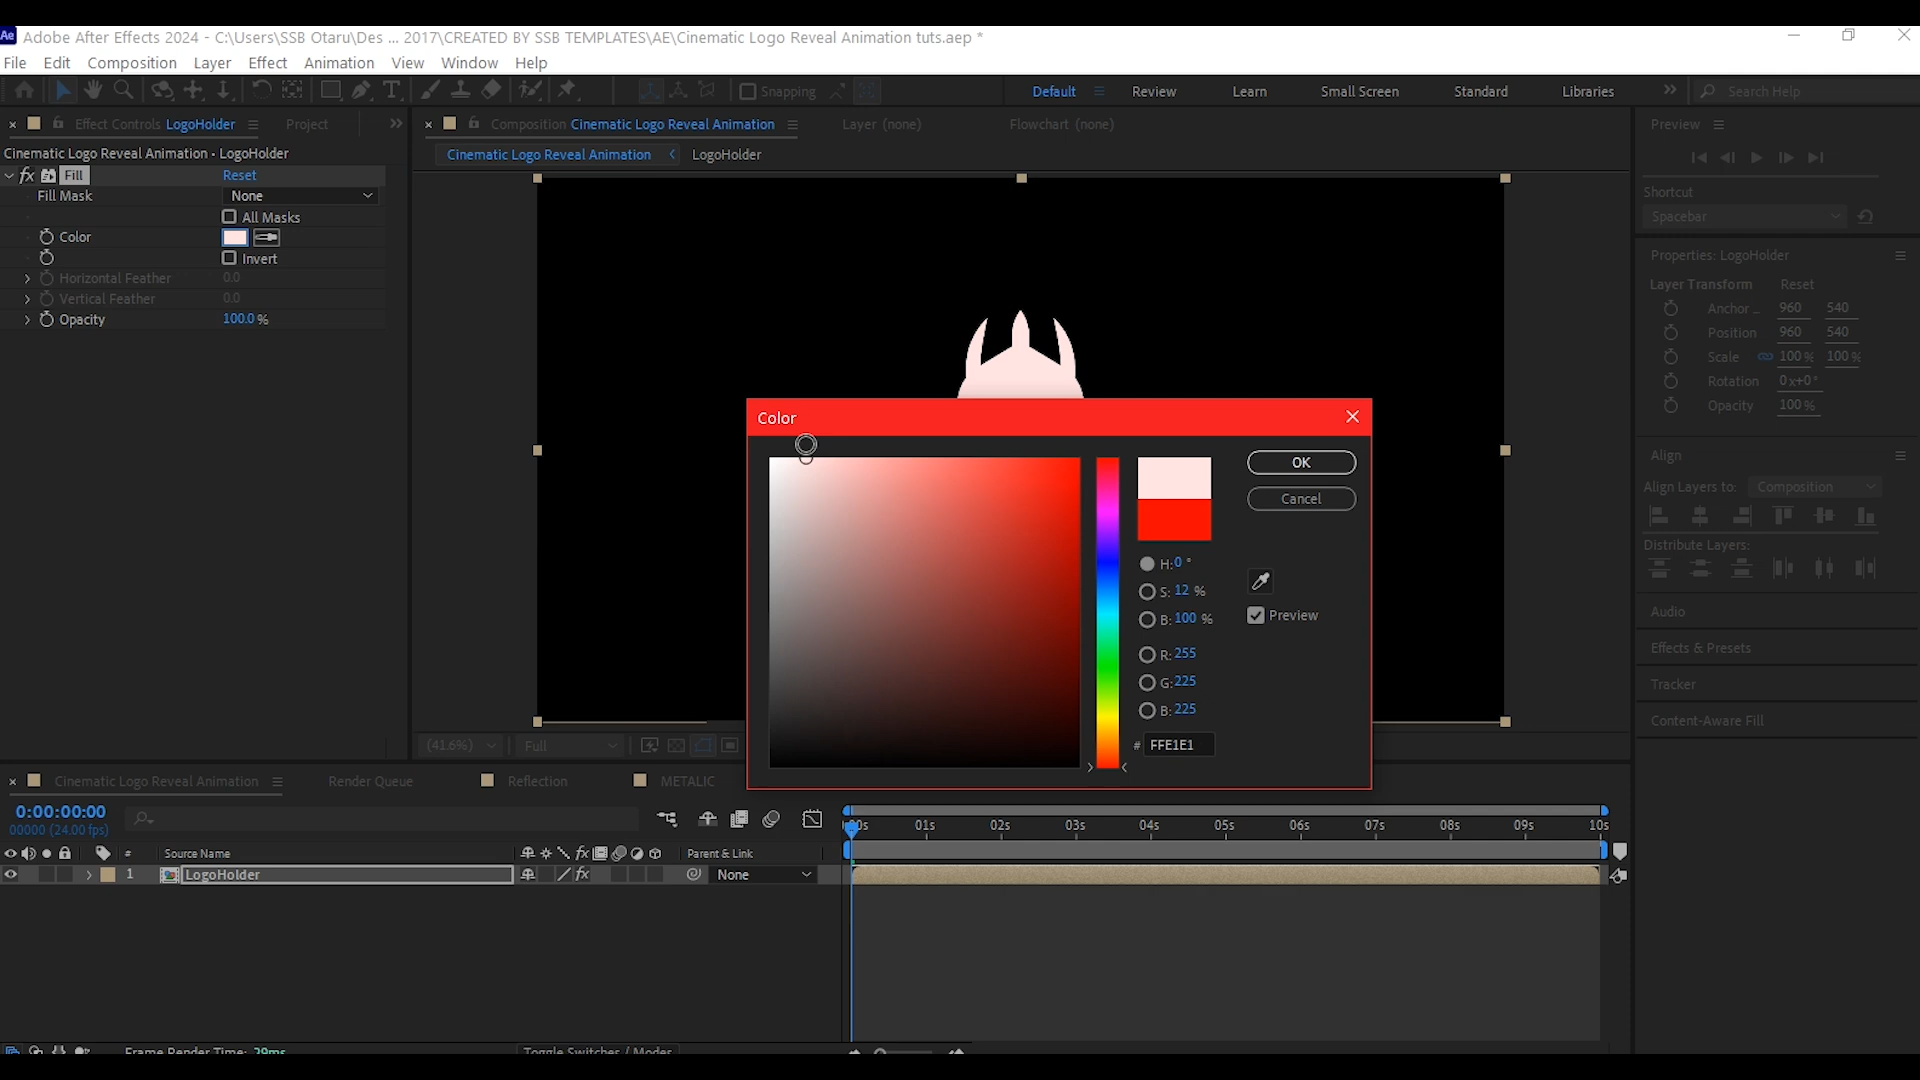 Ae Adobe After Effects 2024 - C:\Users\SSB Otaru\Des ... 2017\CREATED BY SSB TEMPLATES\AE\Cinematic Logo Reveal Animation tuts.aep *
File Edit Composition Layer Effect Animation View Window Help
Snapping Default Review Learn Small Screen Standard Libraries Search Help
Effect Controls LogoHolder Project
Composition Cinematic Logo Reveal Animation Layer (none) Flowchart (none)
Preview
Cinematic Logo Reveal Animation • LogoHolder
Cinematic Logo Reveal Animation LogoHolder
fx Fill Reset
Fill Mask None
All Masks
Color
Invert
Horizontal Feather 0.0
Vertical Feather 0.0
Opacity 100.0 %
Shortcut
Spacebar
Properties: LogoHolder
Layer Transform Reset
Anchor ... 960 540
Position 960 540
Scale 100 % 100 %
Rotation 0x+0°
Opacity 100 %
Align
Align Layers to: Composition
Distribute Layers:
Audio
Effects & Presets
Tracker
Content-Aware Fill
Color
OK
Cancel
H: 0 °
S: 12 %
B: 100 %
Preview
R: 255
G: 225
B: 225
# FFE1E1
(41.6%) Full
Cinematic Logo Reveal Animation Render Queue Reflection METALIC
0:00:00:00
00000 (24.00 fps)
00s 01s 02s 03s 04s 05s 06s 07s 08s 09s 10s
# Source Name fx Parent & Link
1 LogoHolder fx None
Frame Render Time: 29ms Toggle Switches / Modes